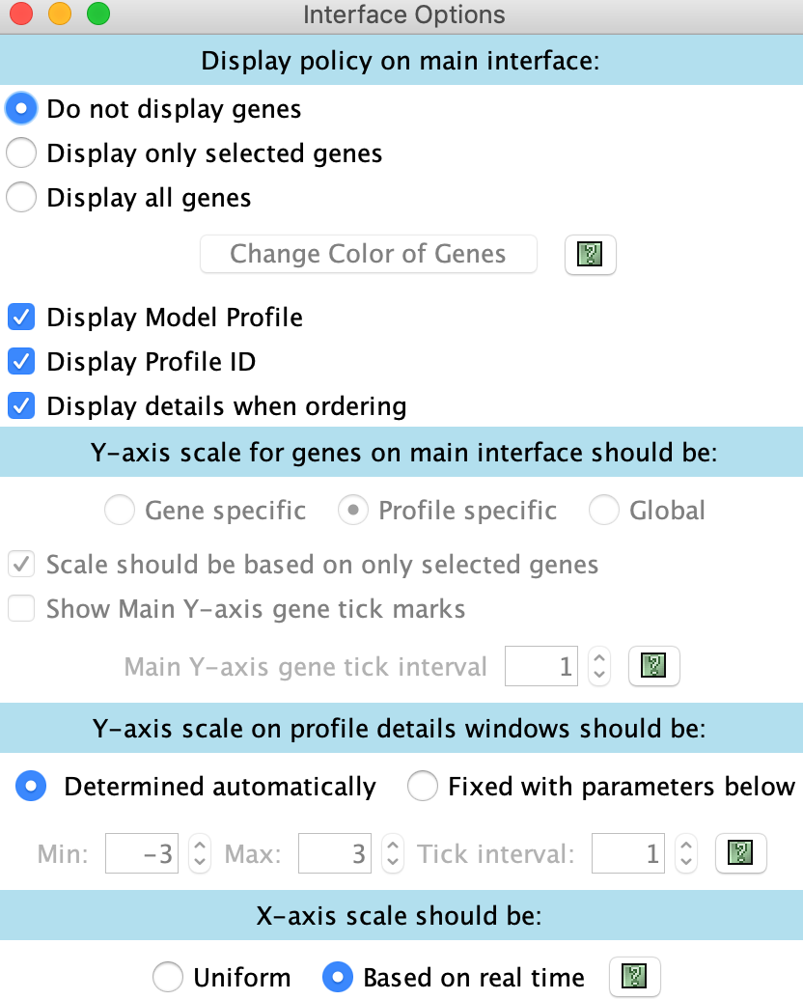 Interface Options
Display policy on main interface:
Do not display genes
Display only selected genes
Display all genes
Change Color of Genes
Display Model Profile
Display Profile ID
Display details when ordering
Y-axis scale for genes on main interface should be:
Gene specific Profile specific Global
Scale should be based on only selected genes
Show Main Y-axis gene tick marks
Main Y-axis gene tick interval 1
Y-axis scale on profile details windows should be:
Determined automatically Fixed with parameters below
Min: -3 Max: 3 Tick interval: 1
X-axis scale should be:
Uniform Based on real time